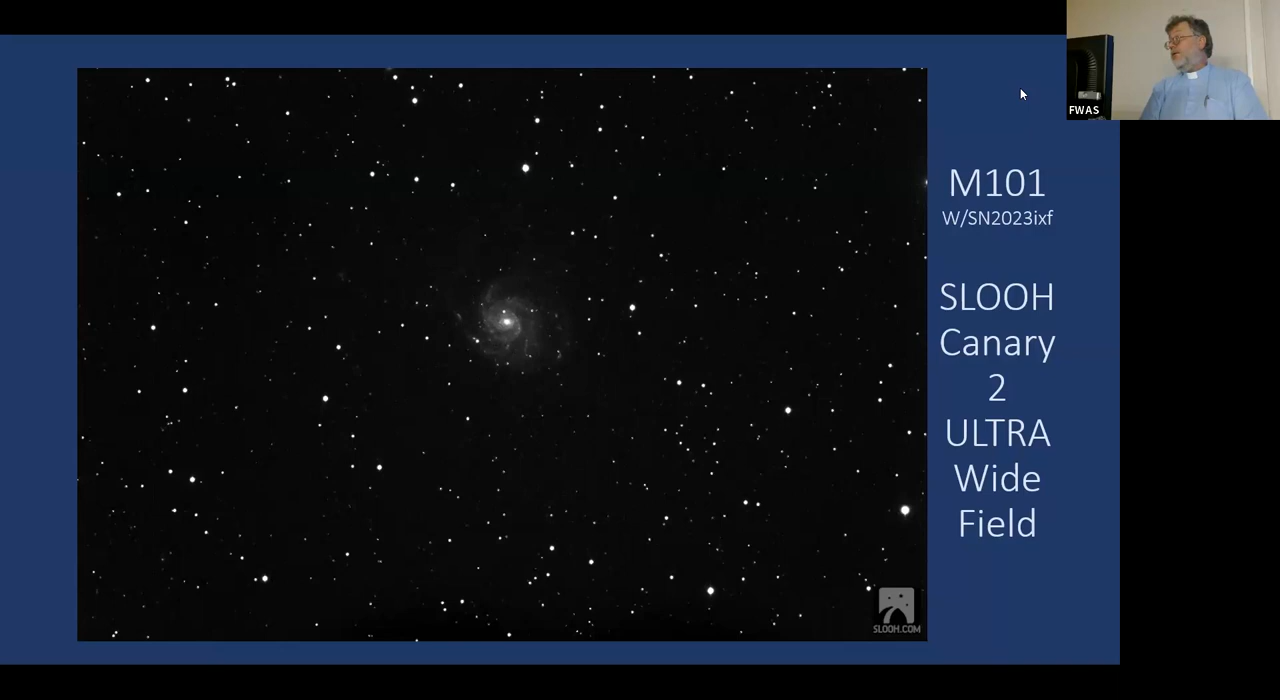 FWAS
M101
W/SN2023ixf
SLOOH
Canary
2
ULTRA
Wide
Field
SLOOH.COM